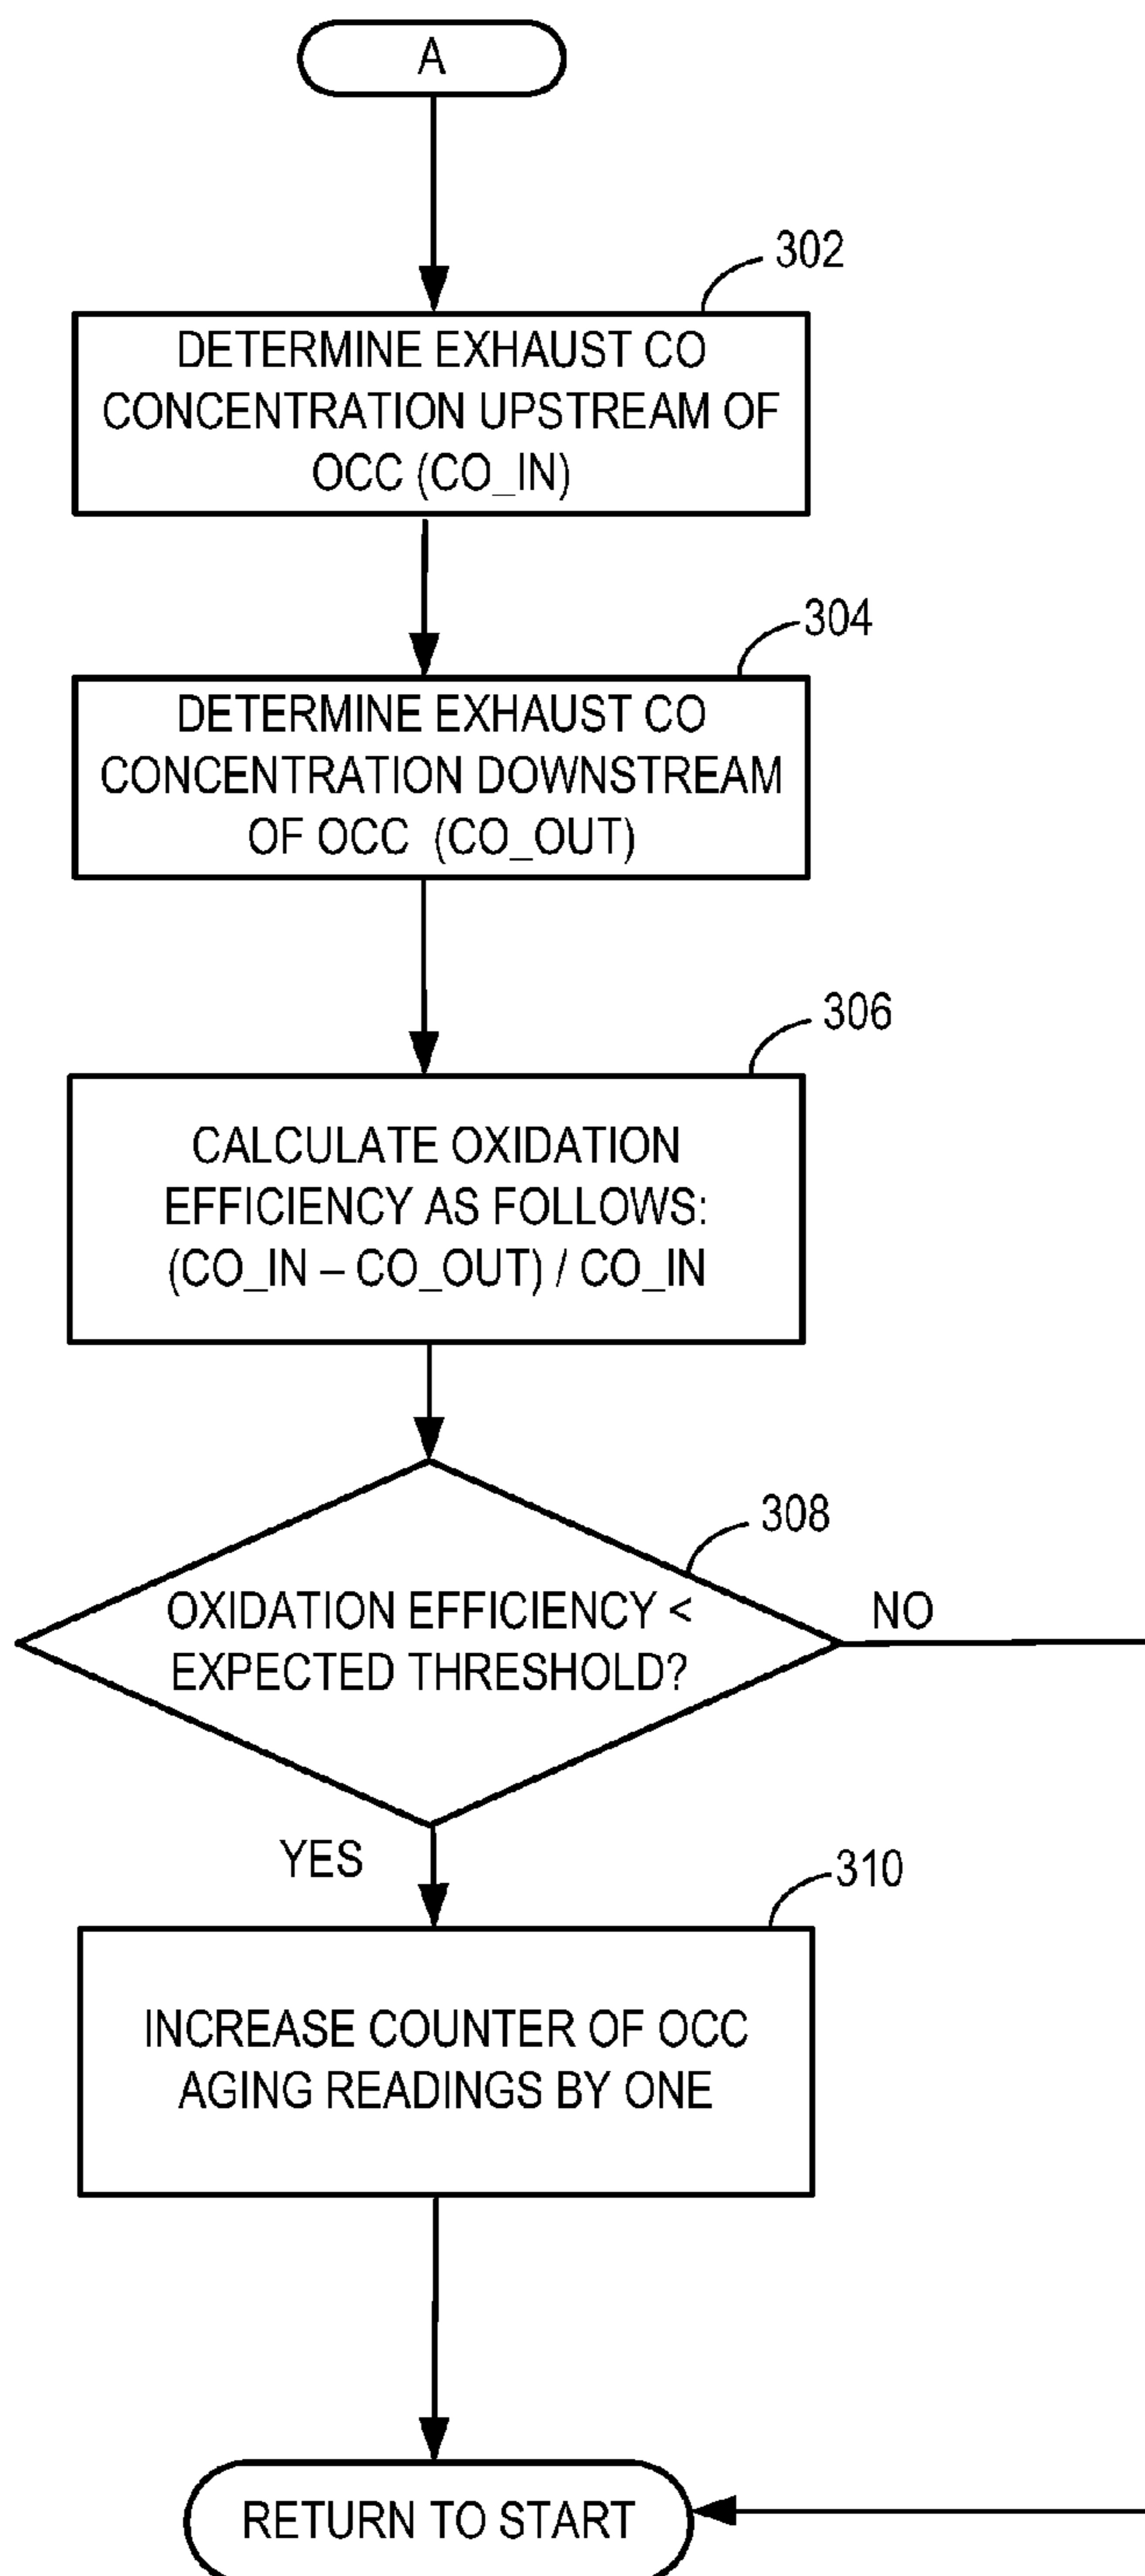 A
302
DETERMINE EXHAUST CO
CONCENTRATION UPSTREAM OF
OCC (CO_IN)
304
DETERMINE EXHAUST CO
CONCENTRATION DOWNSTREAM
OF OCC (CO_OUT)
306
CALCULATE OXIDATION
EFFICIENCY AS FOLLOWS:
(CO_IN – CO_OUT) / CO_IN
308
OXIDATION EFFICIENCY <
EXPECTED THRESHOLD?
NO
YES
310
INCREASE COUNTER OF OCC
AGING READINGS BY ONE
RETURN TO START